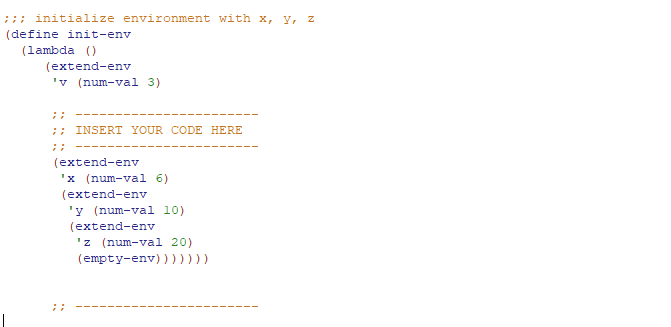 ;;; initialize environment with x, y, z
(define init-env
  (lambda ()
     (extend-env
      'v (num-val 3)
      ;; -----------------------
      ;; INSERT YOUR CODE HERE
      ;; -----------------------
      (extend-env
       'x (num-val 6)
       (extend-env
        'y (num-val 10)
        (extend-env
         'z (num-val 20)
         (empty-env)))))))
      ;; -----------------------